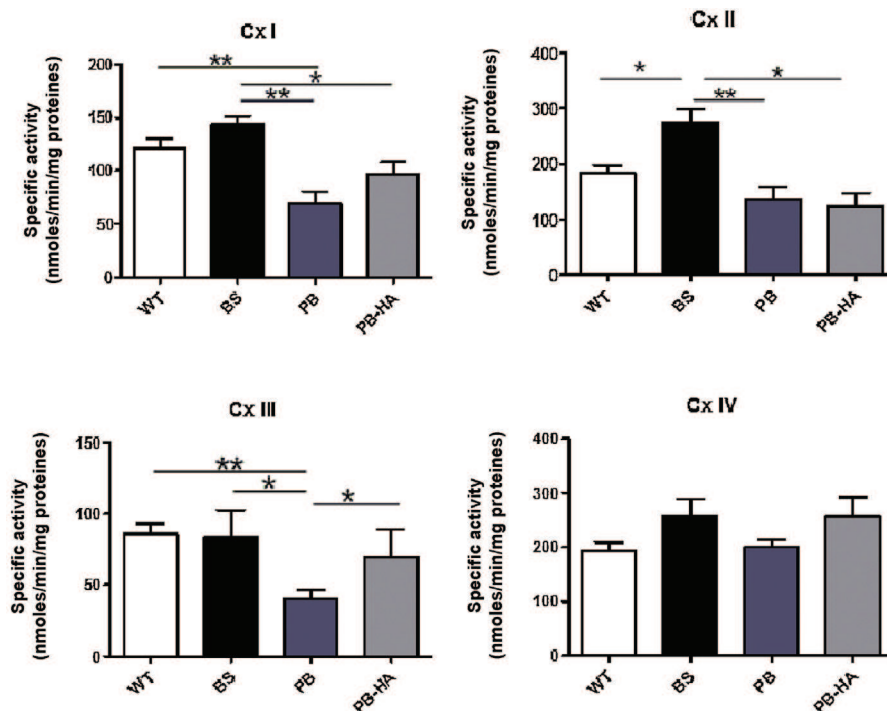 Cx I
Specific activity
(nmoles/min/mg proteines)
200
150
100
50
0
**
*
**
WT
BS
PB
PB-HA
Cx II
Specific activity
(nmoles/min/mg proteines)
400
300
200
100
0
*
*
**
WT
BS
PB
PB-HA
Cx III
Specific activity
(nmoles/min/mg proteines)
150
100
50
0
**
*
*
WT
BS
PB
PB-HA
Cx IV
Specific activity
(nmoles/min/mg proteines)
400
300
200
100
0
WT
BS
PB
PB-HA